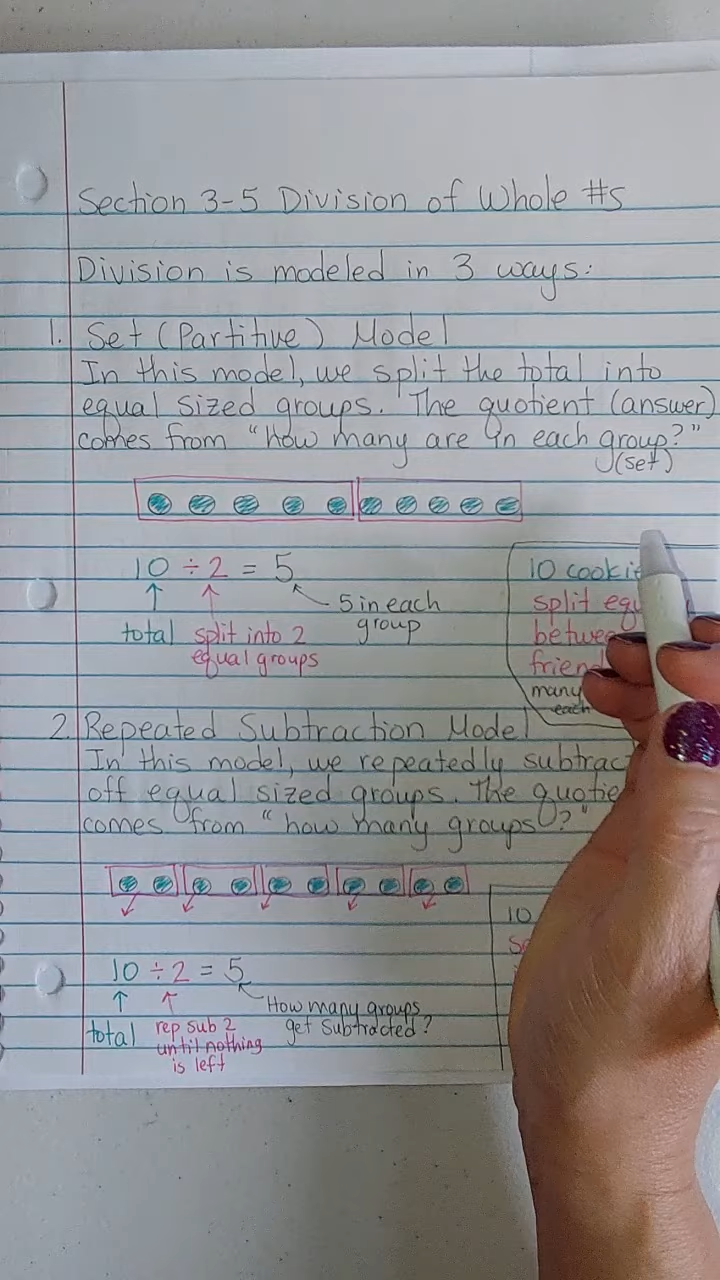 Section 3-5 Division of Whole #s
Division is modeled in 3 ways:
1. Set (Partitive) Model
In this model, we split the total into
equal sized groups. The quotient (answer)
comes from "how many are in each group?"
(set)
10 ÷ 2 = 5
5 in each
group
total split into 2
equal groups
10
split
many
each
2. Repeated Subtraction Model
In this model, we repeatedly
off equal sized groups. The
comes from "how many groups?"
10 ÷ 2 = 5
How many groups
get subtracted?
total rep sub 2
until nothing
is left
10